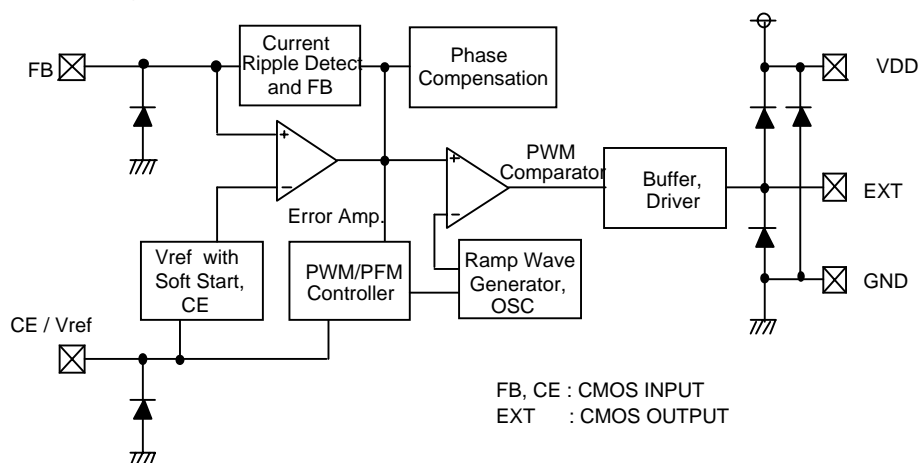 Current
Ripple Detect
and FB
Phase
Compensation
FB
VDD
+
+
PWM
Comparator
Buffer,
Driver
EXT
−
Error Amp.
−
Vref with
Soft Start,
CE
PWM/PFM
Controller
Ramp Wave
Generator,
OSC
GND
CE / Vref
FB, CE : CMOS INPUT
EXT : CMOS OUTPUT